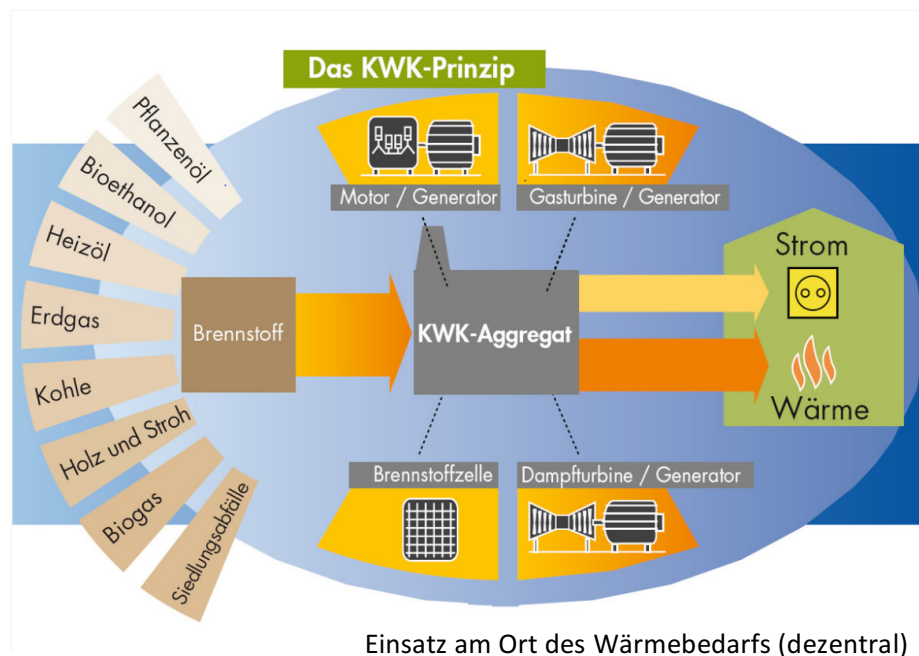 Das KWK-Prinzip
Pflanzenöl
Bioethanol
Heizöl
Erdgas
Kohle
Holz und Stroh
Biogas
Siedlungsabfälle
Brennstoff
Motor / Generator
Gasturbine / Generator
KWK-Aggregat
Brennstoffzelle
Dampfturbine / Generator
Strom
Wärme
Einsatz am Ort des Wärmebedarfs (dezentral)